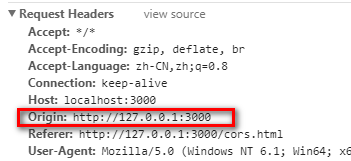 Request Headers view source
Accept: */*
Accept-Encoding: gzip, deflate, br
Accept-Language: zh-CN,zh;q=0.8
Connection: keep-alive
Host: localhost:3000
Origin: http://127.0.0.1:3000
Referer: http://127.0.0.1:3000/cors.html
User-Agent: Mozilla/5.0 (Windows NT 6.1; Win64; x6